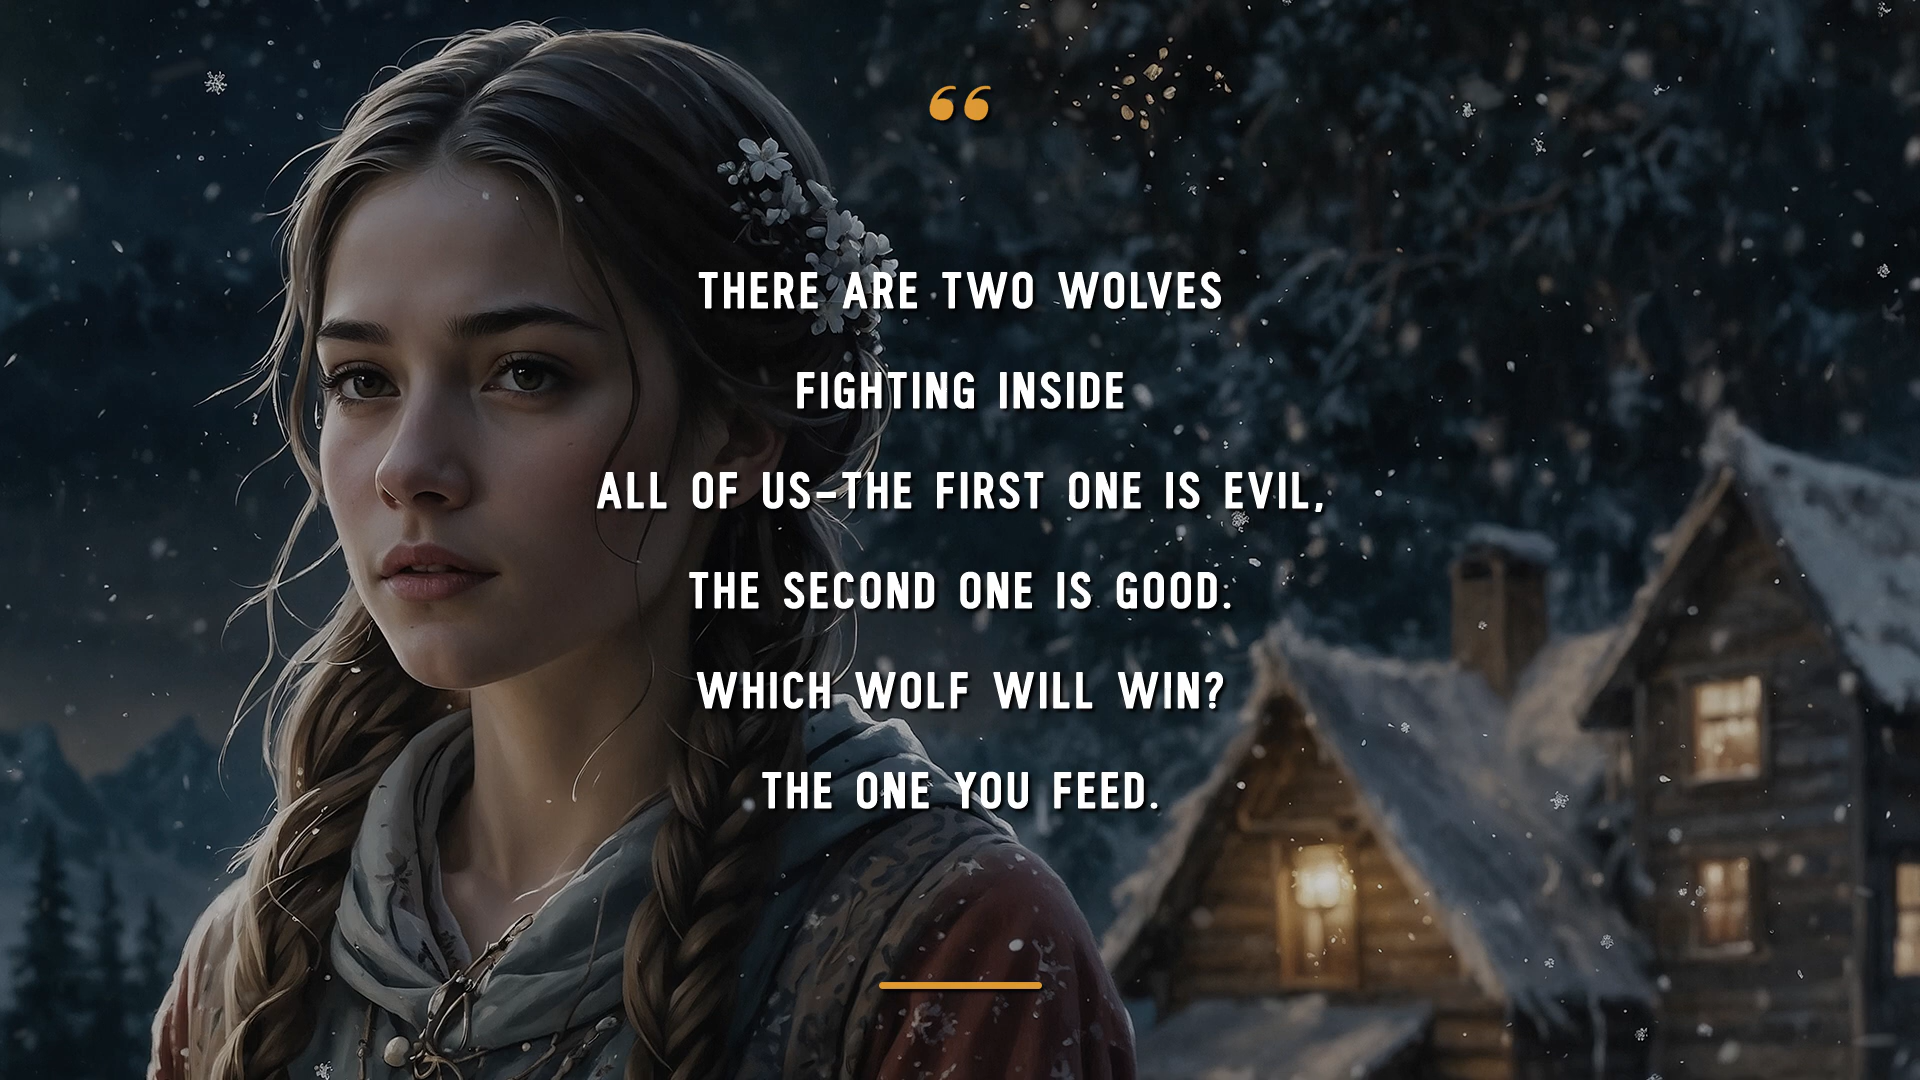 “
THERE ARE TWO WOLVES
FIGHTING INSIDE
ALL OF US–THE FIRST ONE IS EVIL,
THE SECOND ONE IS GOOD:
WHICH WOLF WILL WIN?
THE ONE YOU FEED.